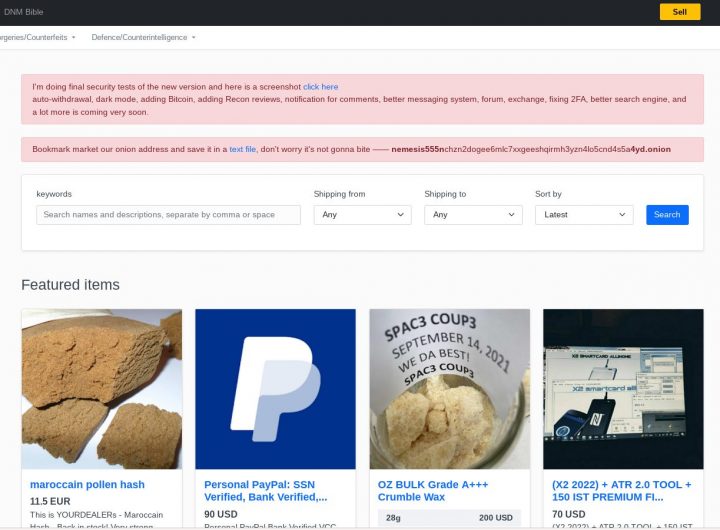 DNM Bible
Sell
orgeries/Counterfeits
Defence/Counterintelligence
I'm doing final security tests of the new version and here is a screenshot click here
auto-withdrawal, dark mode, adding Bitcoin, adding Recon reviews, notification for comments, better messaging system, forum, exchange, fixing 2FA, better search engine, and
a lot more is coming very soon.
Bookmark market our onion address and save it in a text file, don't worry it's not gonna bite —— nemesis555nchzn2dogee6mlc7xxgeeshqirmh3yzn4lo5cnd4s5a4yd.onion
keywords
Shipping from
Shipping to
Sort by
Search names and descriptions, separate by comma or space
Any
Any
Latest
Search
Featured items
SPAC3 COUP3
SEPTEMBER 14, 2021
WE DA BEST!
SPAC3 COUP3
X2 SMARTCARD ALLINONE
X2 smartcard all
maroccain pollen hash
11.5 EUR
This is YOURDEALERs - Maroccain
Hash - Back in stock! Very strong
Personal PayPal: SSN
Verified, Bank Verified,...
90 USD
Personal PayPal Bank Verified VCC
OZ BULK Grade A+++
Crumble Wax
28g 200 USD
(X2 2022) + ATR 2.0 TOOL +
150 IST PREMIUM FI...
70 USD
(X2 2022) + ATR 2.0 TOOL + 150 IST